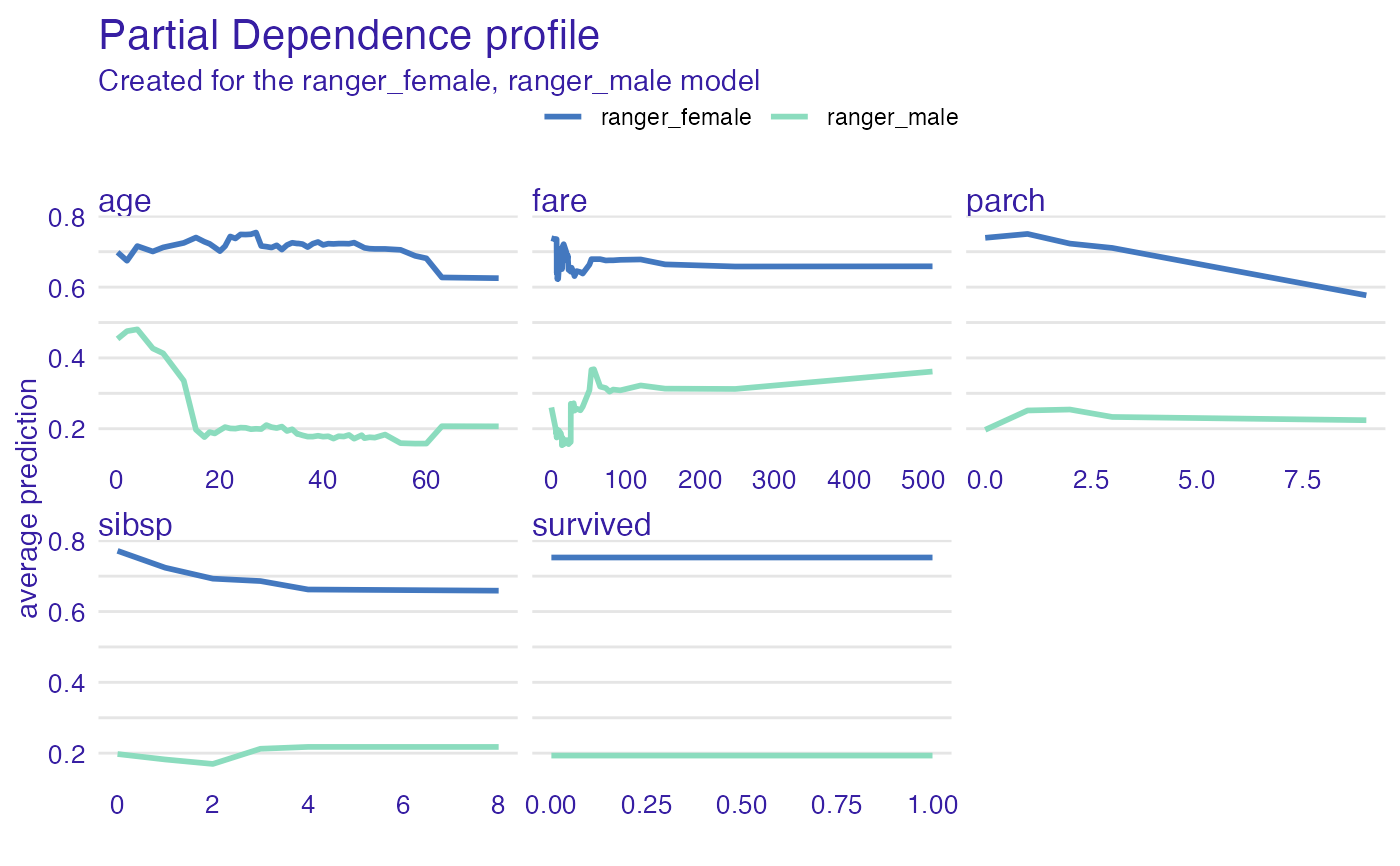 Partial Dependence profile
Created for the ranger_female, ranger_male model
ranger_female ranger_male
age fare parch
0.8
0.6
0.4
0.2
0 20 40 60 0 100 200 300 400 500 0.0 2.5 5.0 7.5
average prediction
sibsp survived
0.8
0.6
0.4
0.2
0 2 4 6 8 0.00 0.25 0.50 0.75 1.00